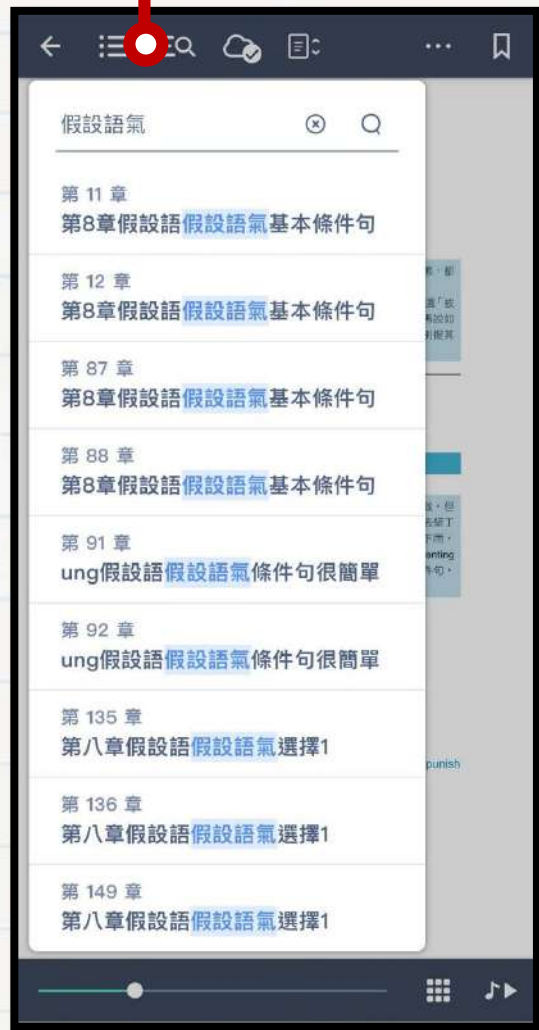 假設語氣
第 11 章
第8章假設語假設語氣基本條件句
第 12 章
第8章假設語假設語氣基本條件句
第 87 章
第8章假設語假設語氣基本條件句
第 88 章
第8章假設語假設語氣基本條件句
第 91 章
ung假設語假設語氣條件句很簡單
第 92 章
ung假設語假設語氣條件句很簡單
第 135 章
第八章假設語假設語氣選擇1
punish
第 136 章
第八章假設語假設語氣選擇1
第 149 章
第八章假設語假設語氣選擇1